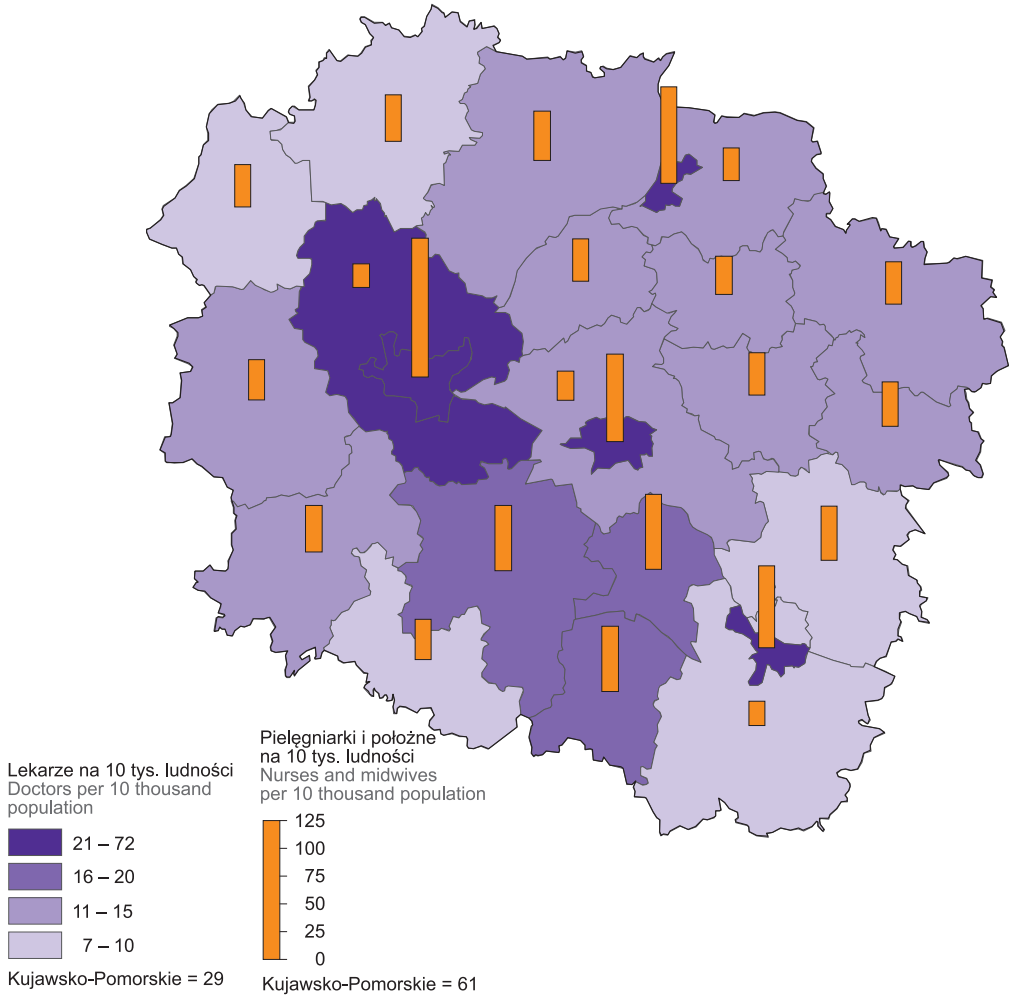 Lekarze na 10 tys. ludności
Doctors per 10 thousand
population
21 – 72
16 – 20
11 – 15
7 – 10
Kujawsko-Pomorskie = 29
Pielęgniarki i położne
na 10 tys. ludności
Nurses and midwives
per 10 thousand population
125
100
75
50
25
0
Kujawsko-Pomorskie = 61